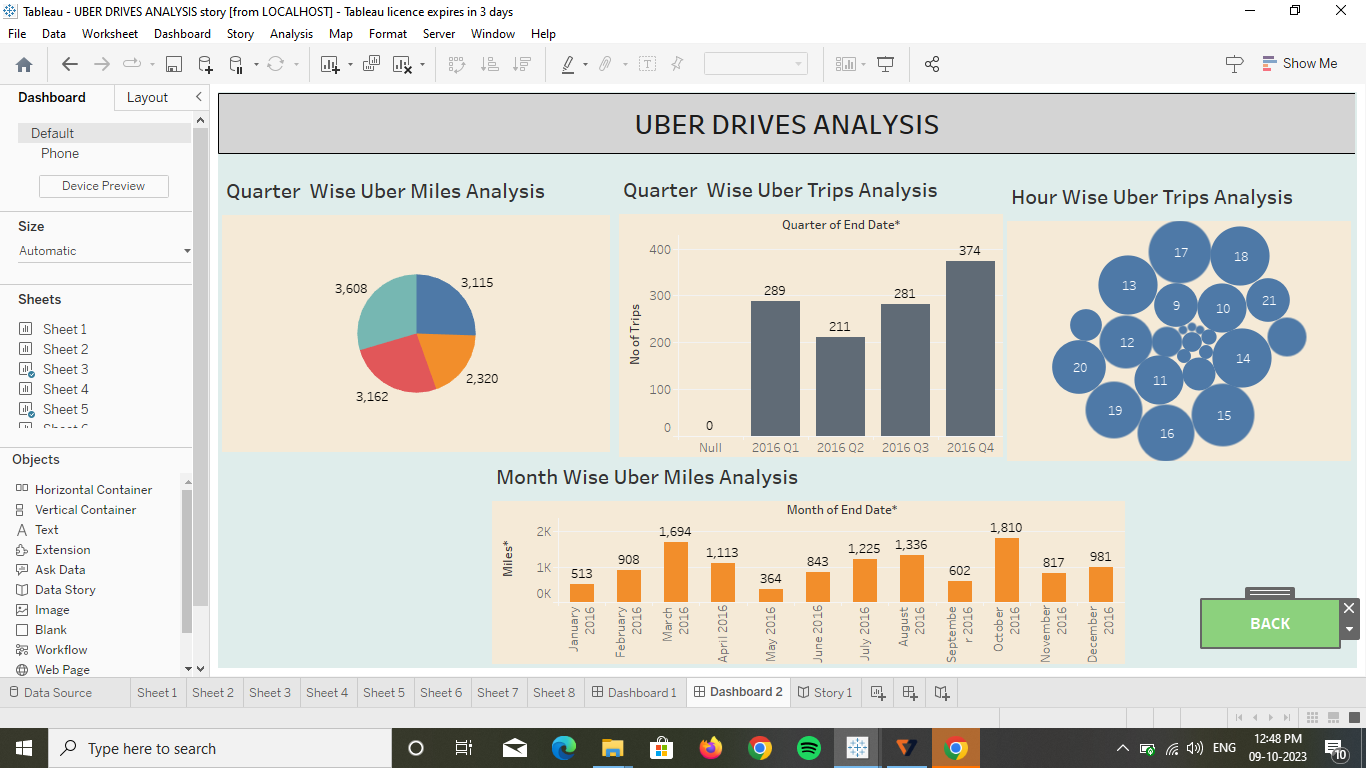 Tableau - UBER DRIVES ANALYSIS story [from LOCALHOST] - Tableau licence expires in 3 days
File Data Worksheet Dashboard Story Analysis Map Format Server Window Help
Show Me
Dashboard Layout
Default
Phone
Device Preview
Size
Automatic
Sheets
Sheet 1
Sheet 2
Sheet 3
Sheet 4
Sheet 5
Objects
Horizontal Container
Vertical Container
Text
Extension
Ask Data
Data Story
Image
Blank
Workflow
Web Page
UBER DRIVES ANALYSIS
Quarter Wise Uber Miles Analysis
3,608
3,115
2,320
3,162
Quarter Wise Uber Trips Analysis
Quarter of End Date*
No of Trips
400
300
200
100
0
0
289
211
281
374
Null 2016 Q1 2016 Q2 2016 Q3 2016 Q4
Hour Wise Uber Trips Analysis
17
18
13
9
10
21
12
14
20
11
19
15
16
Month Wise Uber Miles Analysis
Month of End Date*
Miles*
2K
1K
0K
513
908
1,694
1,113
364
843
1,225
1,336
602
1,810
817
981
January
2016
February
2016
March
2016
April 2016
May 2016
June 2016
July 2016
August
2016
Septembe
r 2016
October
2016
November
2016
December
2016
BACK
Data Source Sheet 1 Sheet 2 Sheet 3 Sheet 4 Sheet 5 Sheet 6 Sheet 7 Sheet 8 Dashboard 1 Dashboard 2 Story 1
Type here to search
ENG
12:48 PM
09-10-2023
10